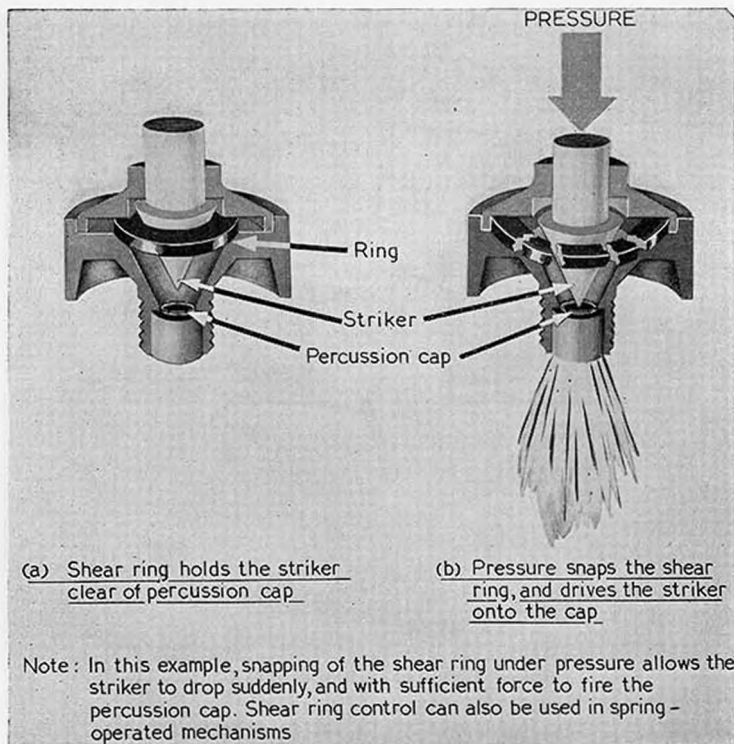 PRESSURE
Ring
Striker
Percussion cap
(a) Shear ring holds the striker
clear of percussion cap
(b) Pressure snaps the shear
ring, and drives the striker
onto the cap
Note: In this example, snapping of the shear ring under pressure allows the
striker to drop suddenly, and with sufficient force to fire the
percussion cap. Shear ring control can also be used in spring-
operated mechanisms